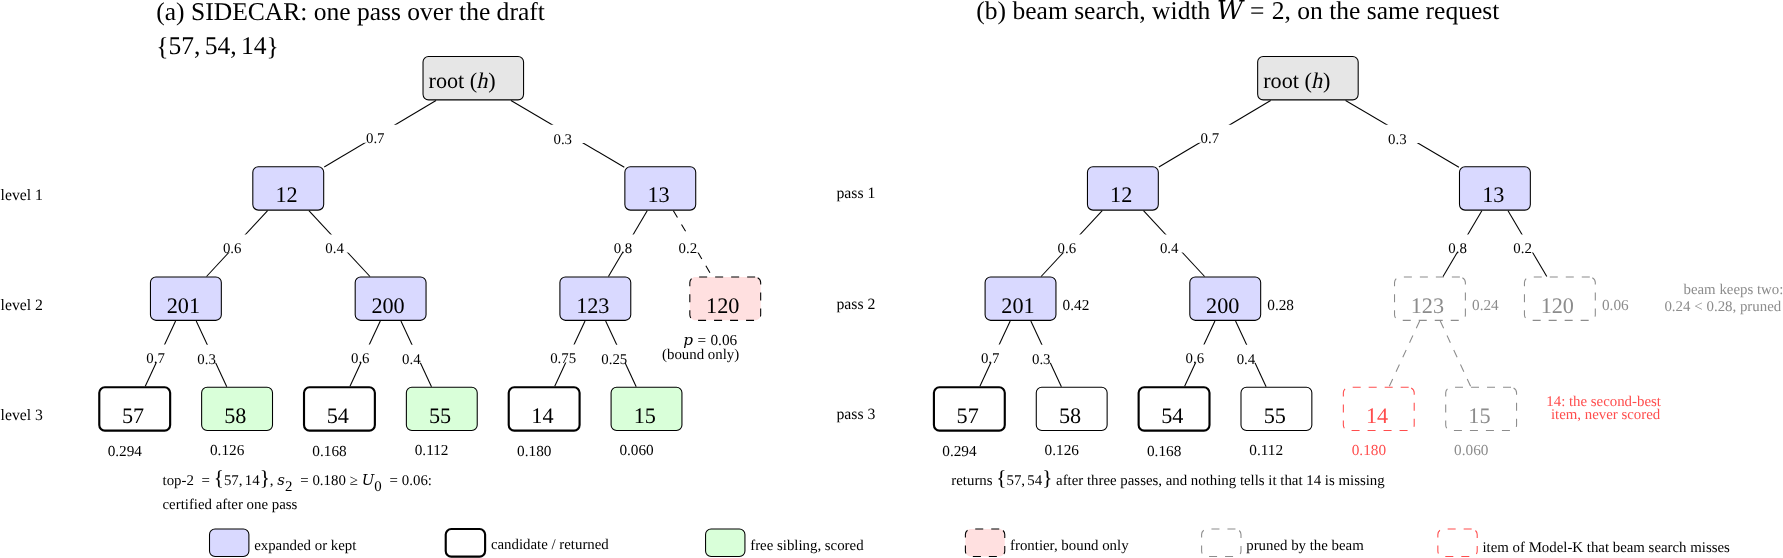 (a) SIDECAR: one pass over the draft
{57, 54, 14}
root (h)
0.7
0.3
level 1
12
13
0.6
0.4
0.8
0.2
level 2
201
200
123
120
p = 0.06
(bound only)
0.7
0.3
0.6
0.4
0.75
0.25
level 3
57
58
54
55
14
15
0.294
0.126
0.168
0.112
0.180
0.060
top-2 = {57, 14}, s2 = 0.180 ≥ U0 = 0.06:
certified after one pass
(b) beam search, width W = 2, on the same request
root (h)
0.7
0.3
pass 1
12
13
0.6
0.4
0.8
0.2
pass 2
201
0.42
200
0.28
123
0.24
120
0.06
beam keeps two:
0.24 < 0.28, pruned
0.7
0.3
0.6
0.4
pass 3
57
58
54
55
14
15
14: the second-best
item, never scored
0.294
0.126
0.168
0.112
0.180
0.060
returns {57, 54} after three passes, and nothing tells it that 14 is missing
expanded or kept
candidate / returned
free sibling, scored
frontier, bound only
pruned by the beam
item of Model-K that beam search misses